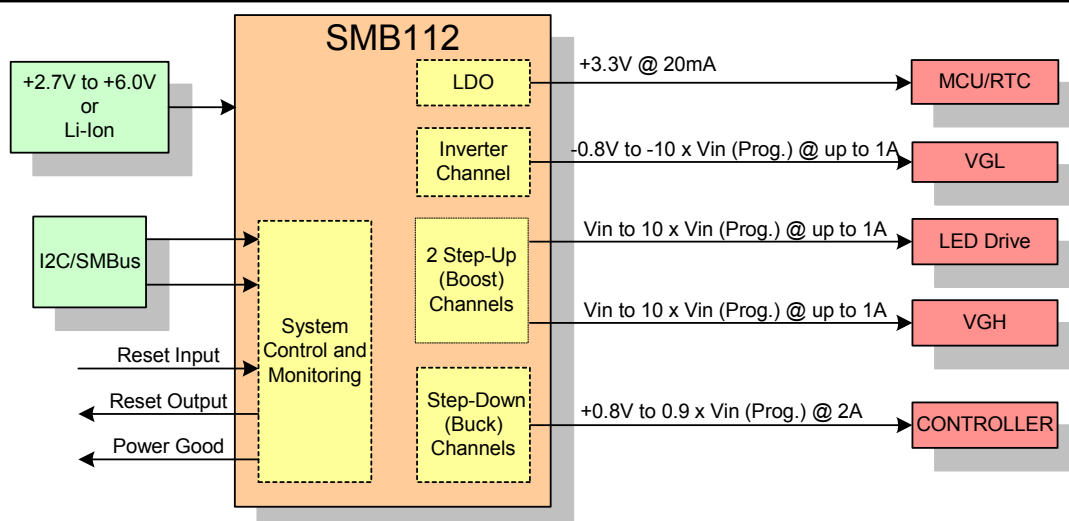 SMB112
+2.7V to +6.0V
or
Li-Ion
I2C/SMBus
Reset Input
Reset Output
Power Good
System
Control and
Monitoring
LDO
Inverter
Channel
2 Step-Up
(Boost)
Channels
Step-Down
(Buck)
Channels
+3.3V @ 20mA
-0.8V to -10 x Vin (Prog.) @ up to 1A
Vin to 10 x Vin (Prog.) @ up to 1A
Vin to 10 x Vin (Prog.) @ up to 1A
+0.8V to 0.9 x Vin (Prog.) @ 2A
MCU/RTC
VGL
LED Drive
VGH
CONTROLLER